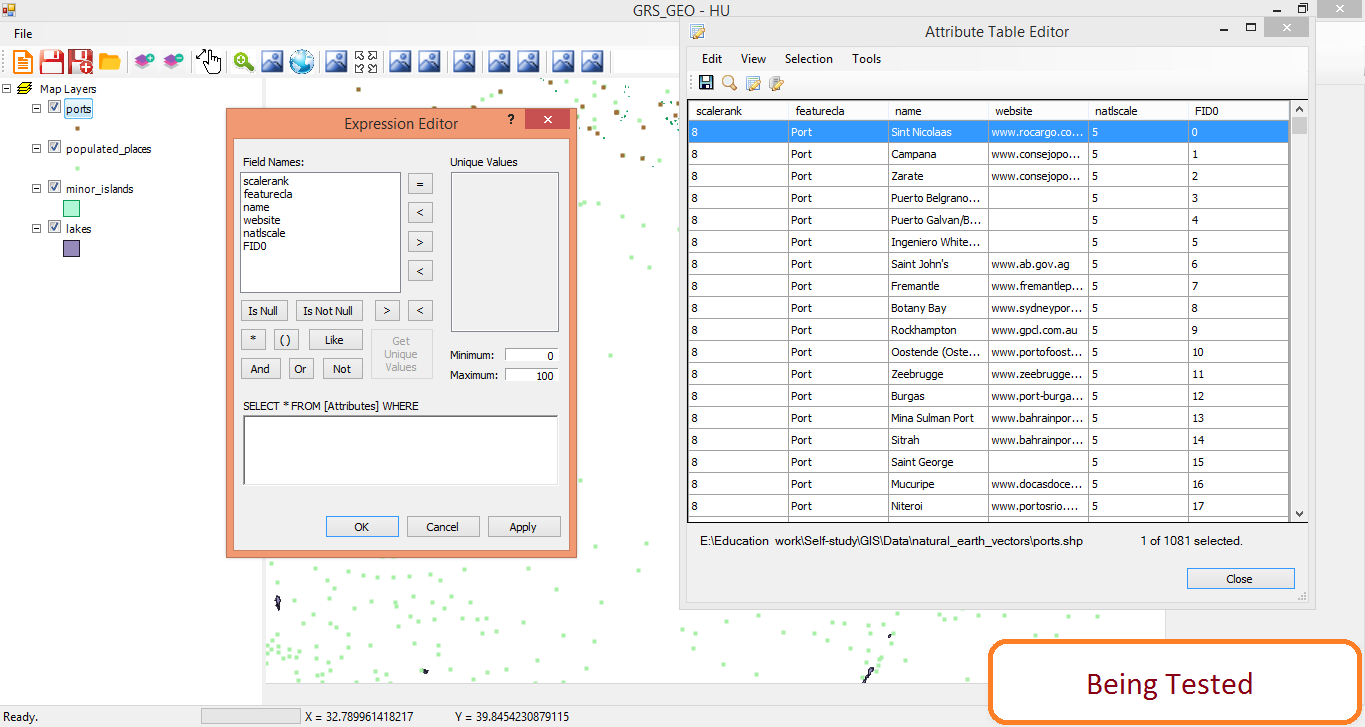 GRS_GEO - HU
File
Map Layers
ports
populated_places
minor_islands
lakes
Expression Editor
?
Field Names:
Unique Values
scalerank
featurecla
name
website
natlscale
FID0
=
<
>
<
Is Null
Is Not Null
>
<
*
( )
Like
Get Unique Values
And
Or
Not
Minimum: 0
Maximum: 100
SELECT * FROM [Attributes] WHERE
OK
Cancel
Apply
Attribute Table Editor
Edit View Selection Tools
scalerank featurecla name website natlscale FID0
8 Port Sint Nicolaas www.rocargo.co... 5 0
8 Port Campana www.consejopo... 5 1
8 Port Zarate www.consejopo... 5 2
8 Port Puerto Belgrano... 5 3
8 Port Puerto Galvan/B... 5 4
8 Port Ingeniero White... 5 5
8 Port Saint John's www.ab.gov.ag 5 6
8 Port Fremantle www.fremantlep... 5 7
8 Port Botany Bay www.sydneypor... 5 8
8 Port Rockhampton www.gpcl.com.au 5 9
8 Port Oostende (Oste... www.portofoost... 5 10
8 Port Zeebrugge www.zeebrugge... 5 11
8 Port Burgas www.port-burga... 5 12
8 Port Mina Sulman Port www.bahrainpor... 5 13
8 Port Sitrah www.bahrainpor... 5 14
8 Port Saint George 5 15
8 Port Mucuripe www.docasdoce... 5 16
8 Port Niteroi www.portosrio.... 5 17
E:\Education work\Self-study\GIS\Data\natural_earth_vectors\ports.shp 1 of 1081 selected.
Close
Being Tested
Ready. X = 32.789961418217 Y = 39.8454230879115